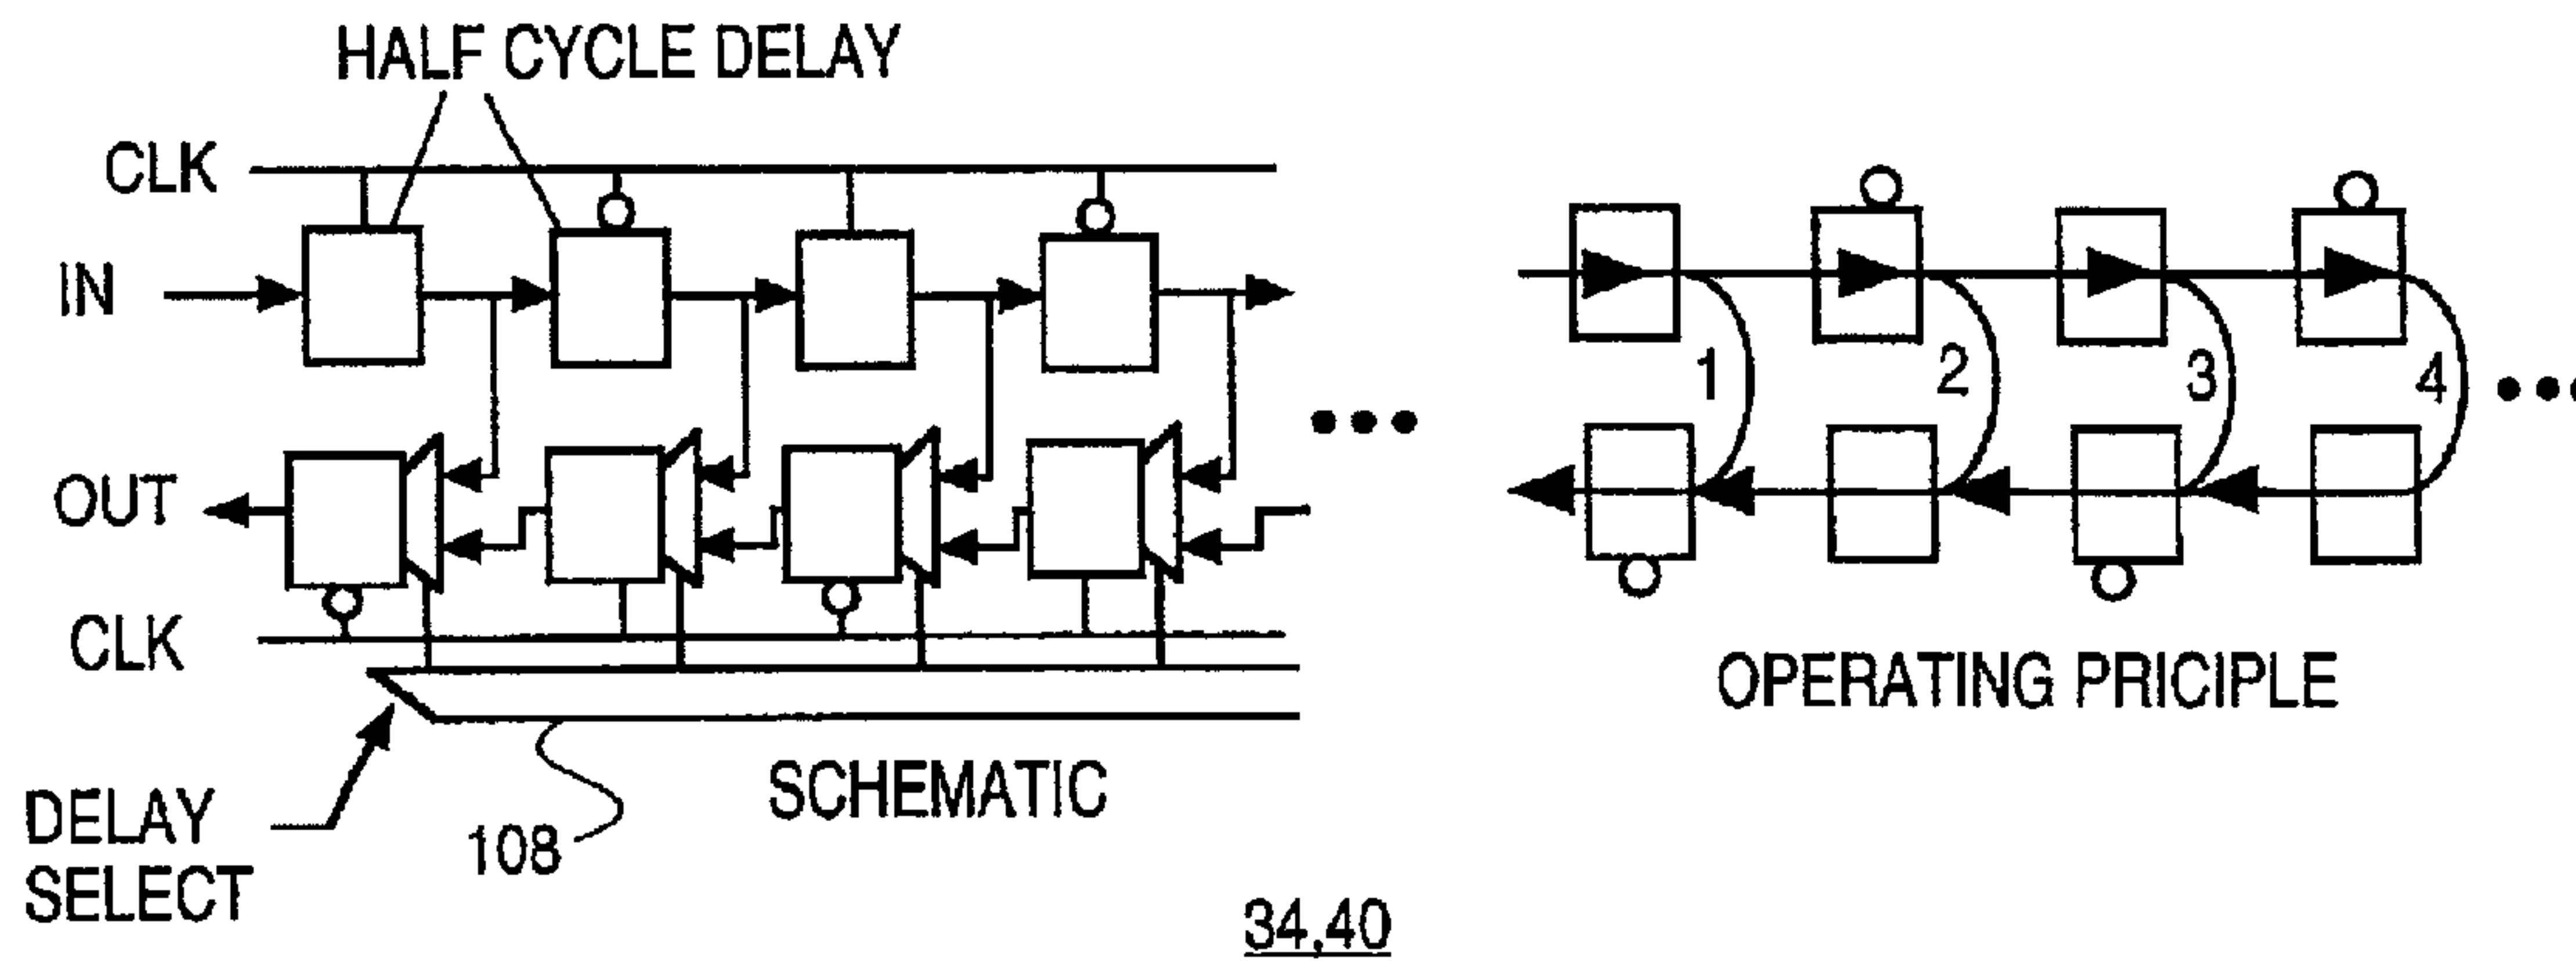 HALF CYCLE DELAY
CLK
IN
OUT
CLK
DELAY
SELECT
108
SCHEMATIC
34,40
1
2
3
4
OPERATING PRICIPLE